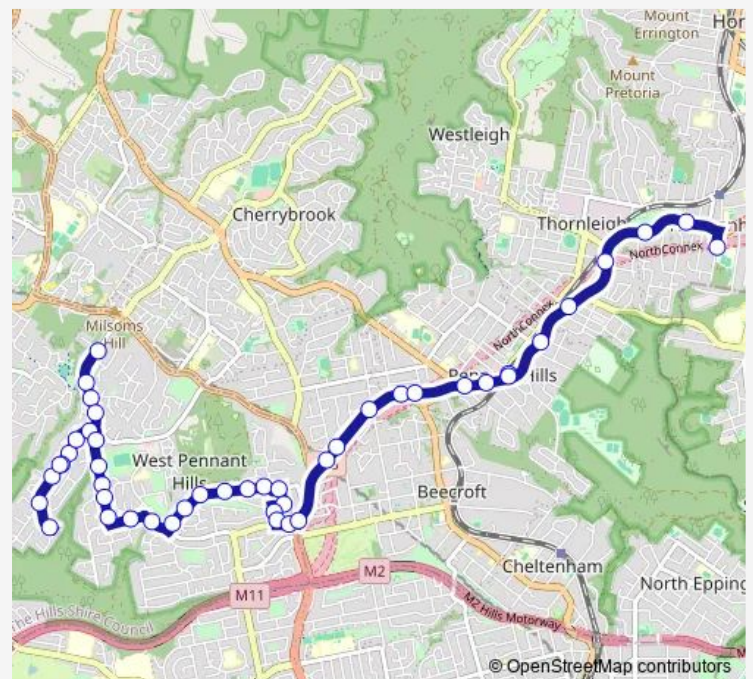 Mount
Errington
Hor
Mount
Pretoria
Westleigh
Cherrybrook
Thornleigh
NorthConnex
NorthConnex
Milsoms
Hill
Hills
West Pennant
Hills
Beecroft
Cheltenham
M11
M2
North Epping
M2 Hills Motorway
The Hills Shire Council
M
© OpenStreetMap contributors